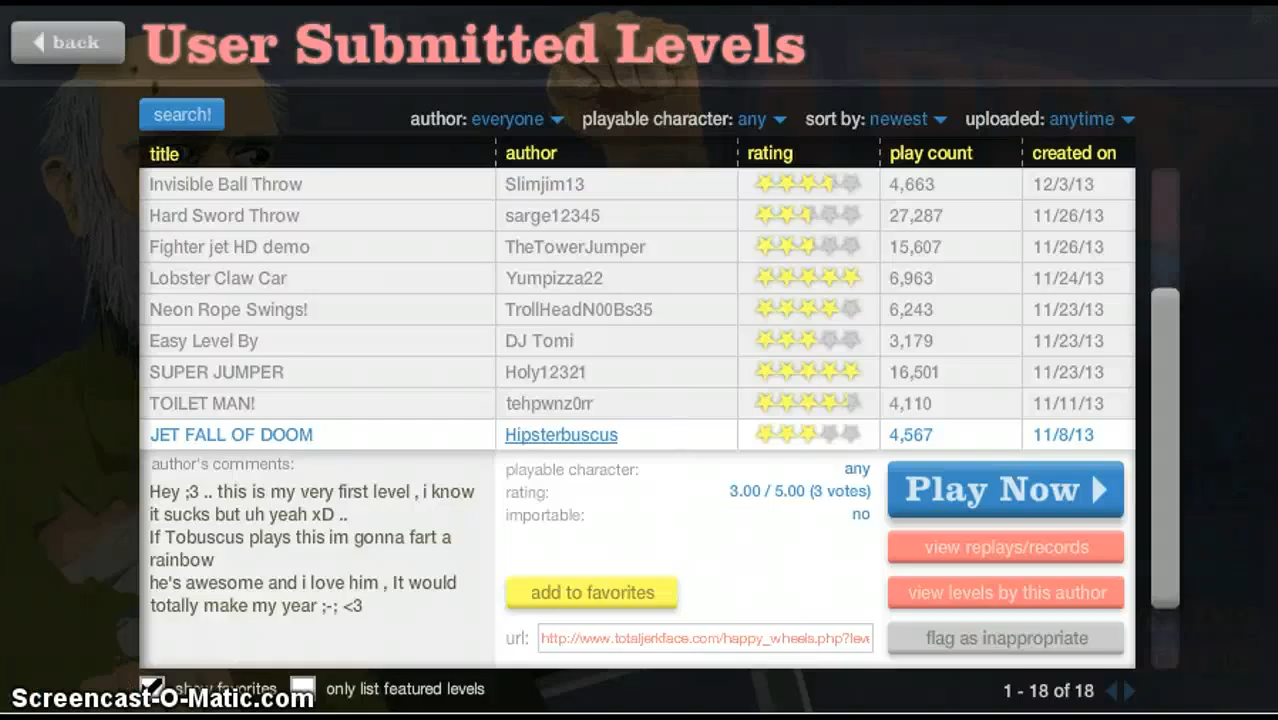 back
User Submitted Levels
search!
author: everyone playable character: any sort by: newest uploaded: anytime
title author rating play count created on
Invisible Ball Throw Slimjim13 4,663 12/3/13
Hard Sword Throw sarge12345 27,287 11/26/13
Fighter jet HD demo TheTowerJumper 15,607 11/26/13
Lobster Claw Car Yumpizza22 6,963 11/24/13
Neon Rope Swings! TrollHeadN00Bs35 6,243 11/23/13
Easy Level By DJ Tomi 3,179 11/23/13
SUPER JUMPER Holy12321 16,501 11/23/13
TOILET MAN! tehpwnz0rr 4,110 11/11/13
JET FALL OF DOOM Hipsterbuscus 4,567 11/8/13
author's comments:
Hey ;3 .. this is my very first level , i know
it sucks but uh yeah xD ..
If Tobuscus plays this im gonna fart a
rainbow
he's awesome and i love him , It would
totally make my year ;-; <3
playable character: any
rating: 3.00 / 5.00 (3 votes)
importable: no
add to favorites
url: http://www.totaljerkface.com/happy_wheels.php?leve
Play Now
view replays/records
view levels by this author
flag as inappropriate
show favorites only list featured levels
1 - 18 of 18
Screencast-O-Matic.com